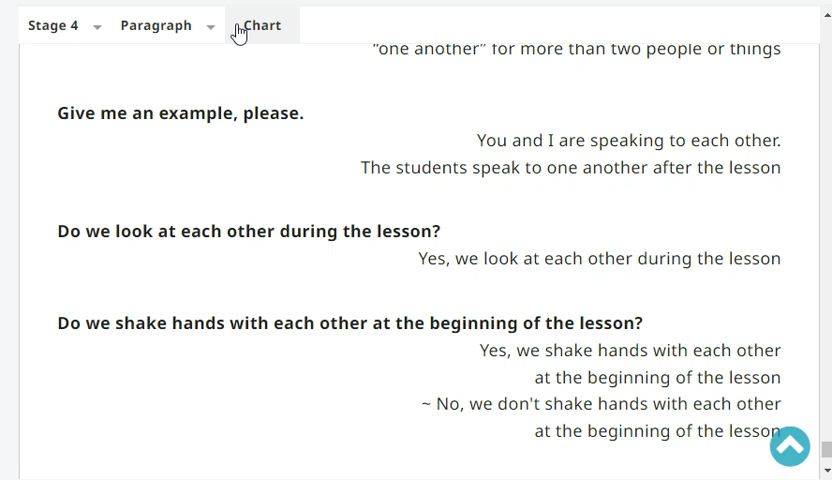 Stage 4 Paragraph Chart
"one another" for more than two people or things
Give me an example, please.
You and I are speaking to each other.
The students speak to one another after the lesson
Do we look at each other during the lesson?
Yes, we look at each other during the lesson
Do we shake hands with each other at the beginning of the lesson?
Yes, we shake hands with each other
at the beginning of the lesson
~ No, we don't shake hands with each other
at the beginning of the lesson